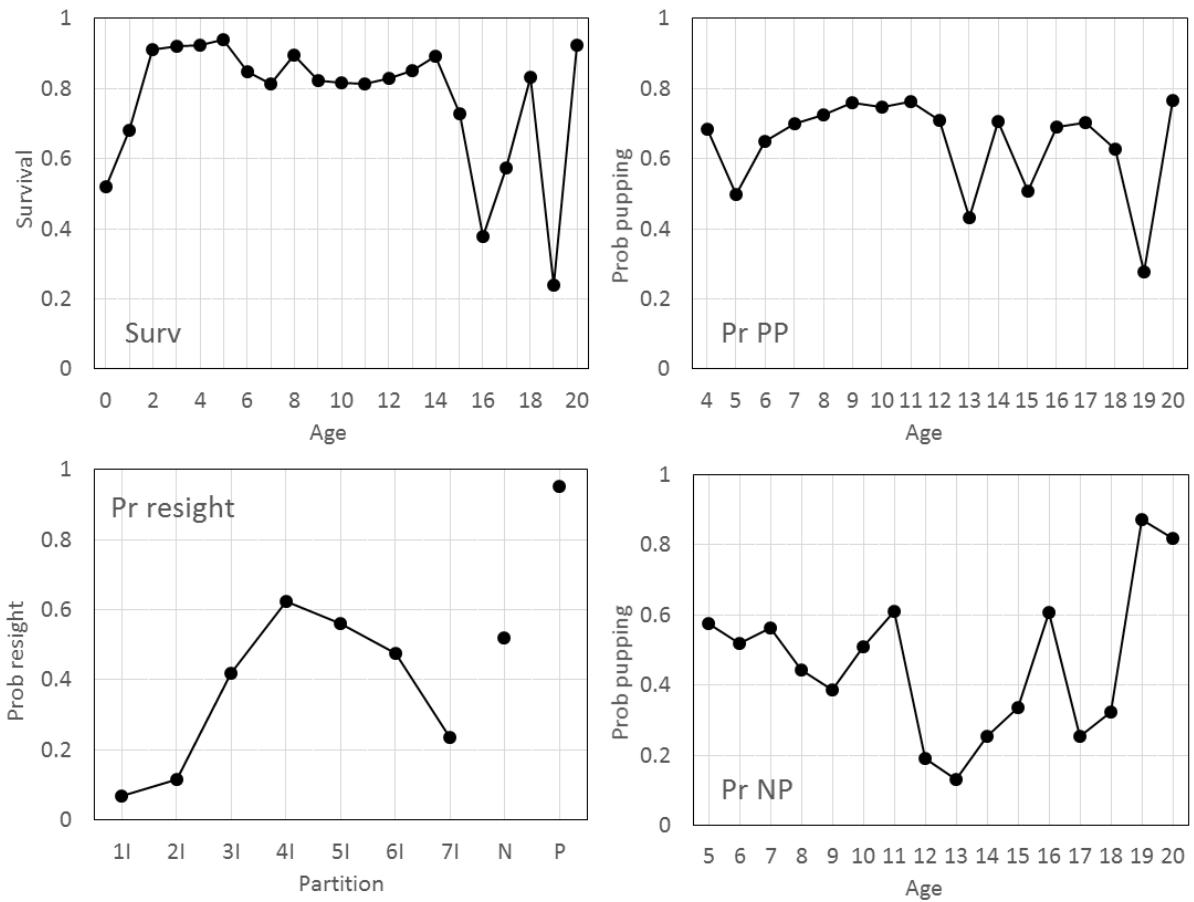 1
0.8
0.6
0.4
0.2
0
Survival
Surv
0 2 4 6 8 10 12 14 16 18 20
Age
1
0.8
0.6
0.4
0.2
0
Prob pupping
Pr PP
4 5 6 7 8 9 10 11 12 13 14 15 16 17 18 19 20
Age
1
0.8
0.6
0.4
0.2
0
Prob resight
Pr resight
1I 2I 3I 4I 5I 6I 7I N P
Partition
1
0.8
0.6
0.4
0.2
0
Prob pupping
Pr NP
5 6 7 8 9 10 11 12 13 14 15 16 17 18 19 20
Age